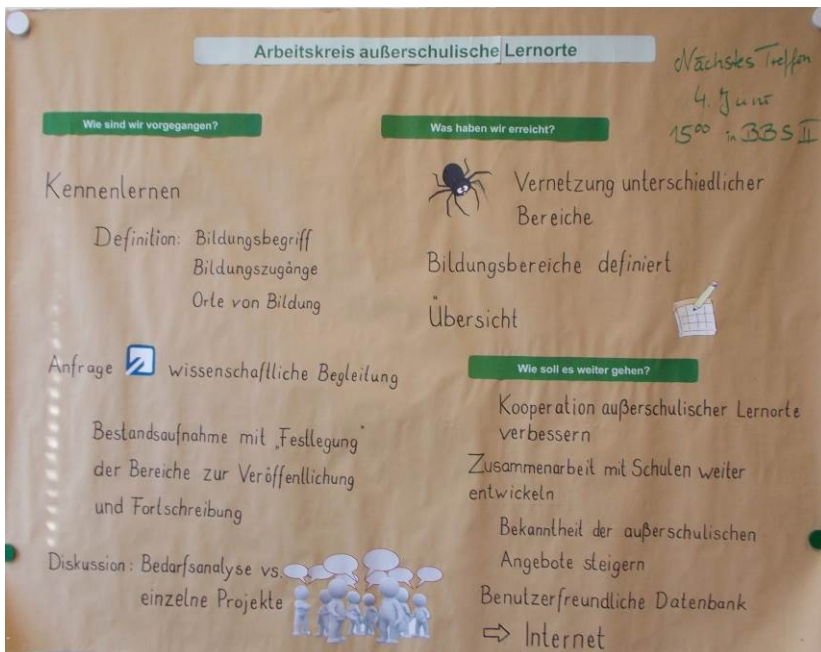 Arbeitskreis außerschulische Lernorte
Nächstes Treffen
4. Juni
15⁰⁰ in BBS II
Wie sind wir vorgegangen?
Kennenlernen
Definition: Bildungsbegriff
Bildungszugänge
Orte von Bildung
Anfrage wissenschaftliche Begleitung
Bestandsaufnahme mit „Festlegung"
der Bereiche zur Veröffentlichung
und Fortschreibung
Diskussion: Bedarfsanalyse vs.
einzelne Projekte
Was haben wir erreicht?
Vernetzung unterschiedlicher
Bereiche
Bildungsbereiche definiert
Übersicht
Wie soll es weiter gehen?
Kooperation außerschulischer Lernorte
verbessern
Zusammenarbeit mit Schulen weiter
entwickeln
Bekanntheit der außerschulischen
Angebote steigern
Benutzerfreundliche Datenbank
⇨ Internet